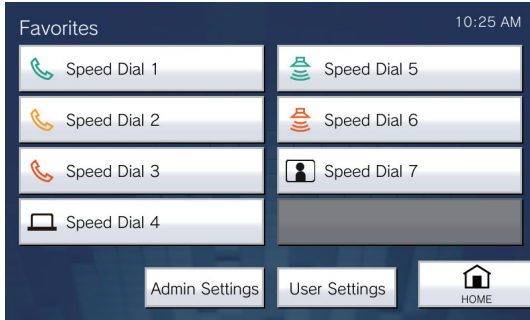 Favorites
10:25 AM
Speed Dial 1
Speed Dial 5
Speed Dial 2
Speed Dial 6
Speed Dial 3
Speed Dial 7
Speed Dial 4
Admin Settings
User Settings
HOME